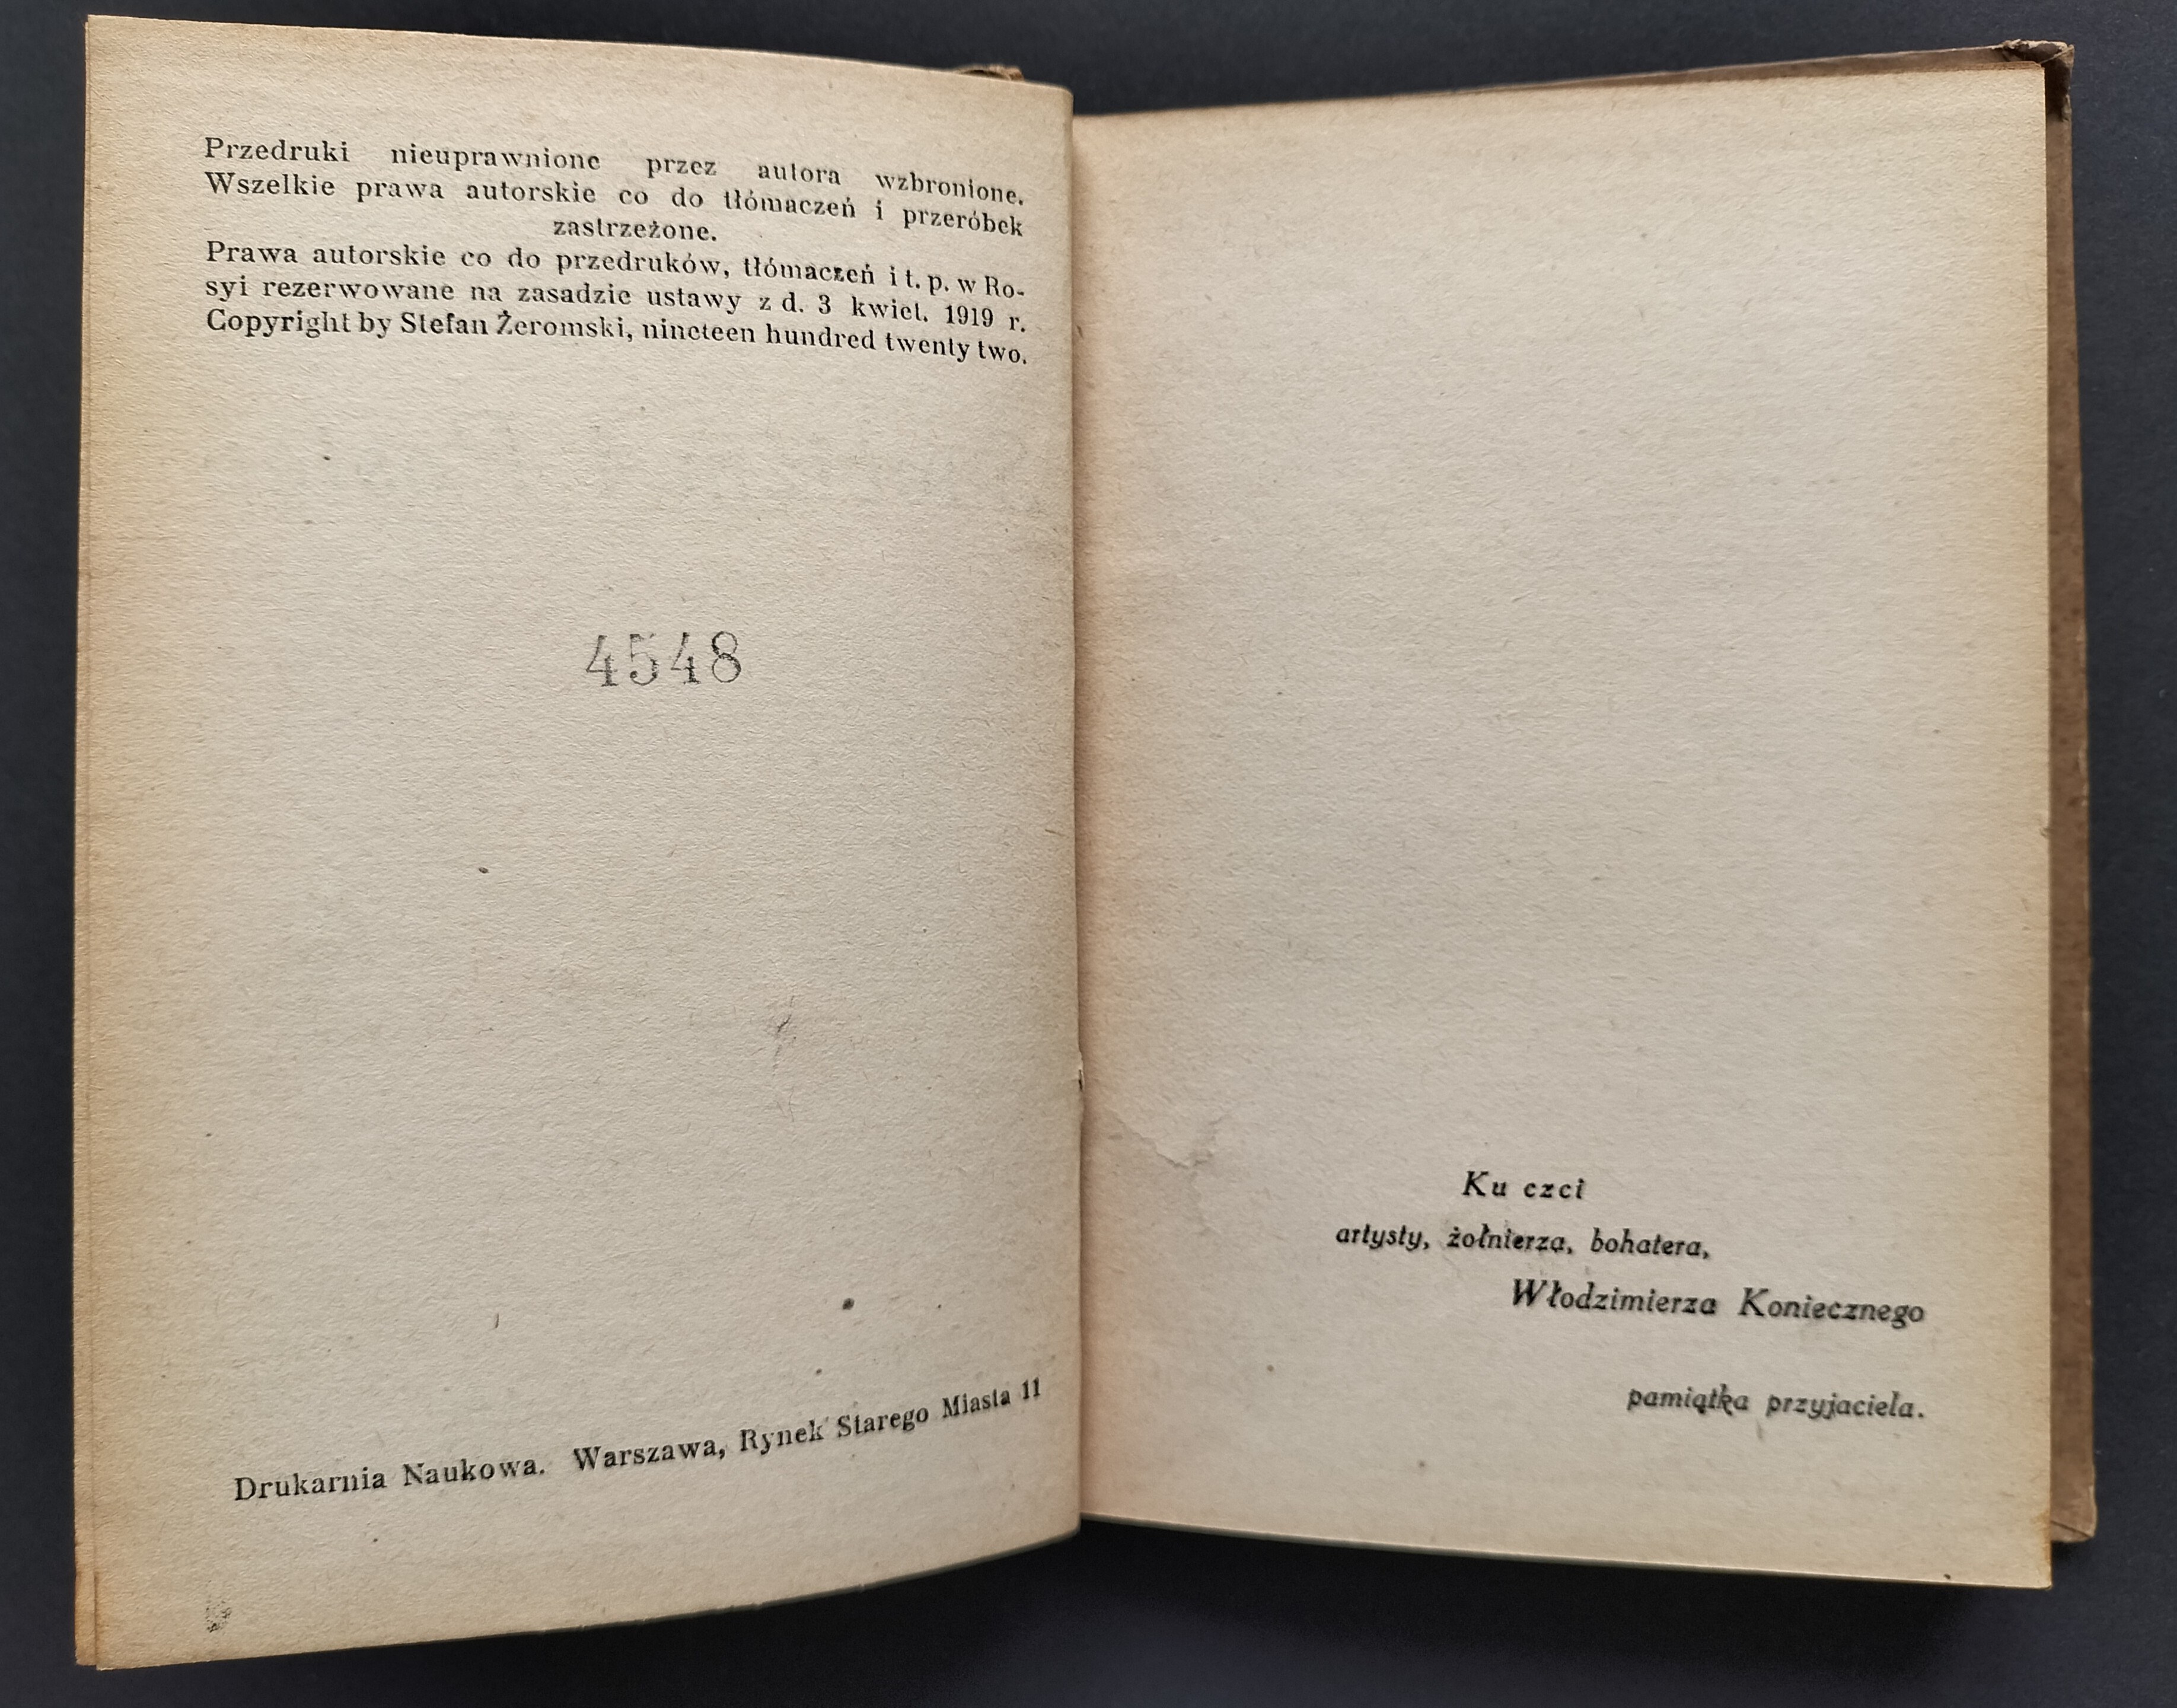 Przedruki nieuprawnione przez autora wzbronione.
Wszelkie prawa autorskie co do tłómaczeń i przeróbek
zastrzeżone.
Prawa autorskie co do przedruków, tłómaczeń i t. p. w Ro-
syi rezerwowane na zasadzie ustawy z d. 3 kwiet. 1919 r.
Copyright by Stefan Żeromski, nineteen hundred twenty two.
4548
Drukarnia Naukowa. Warszawa, Rynek Starego Miasta 11
Ku czci
artysty, żołnierza, bohatera,
Włodzimierza Koniecznego
pamiątka przyjaciela.